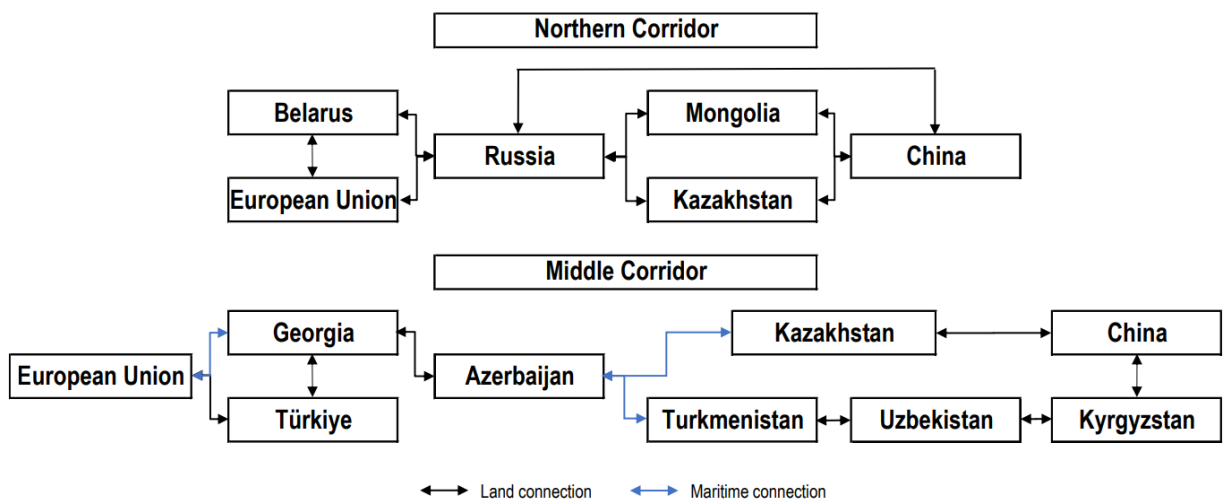 Northern Corridor
Belarus
Mongolia
Russia
China
European Union
Kazakhstan
Middle Corridor
Georgia
Kazakhstan
China
European Union
Azerbaijan
Türkiye
Turkmenistan
Uzbekistan
Kyrgyzstan
Land connection
Maritime connection